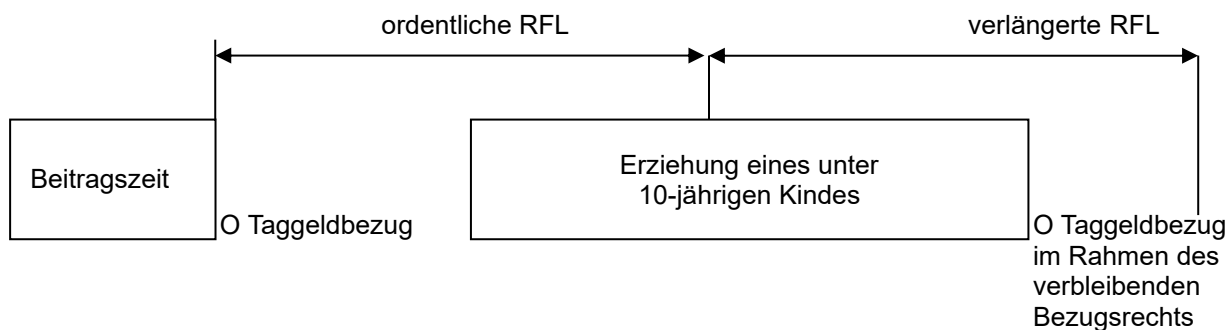 ordentliche RFL
verlängerte RFL
Beitragszeit
O Taggeldbezug
Erziehung eines unter
10-jährigen Kindes
O Taggeldbezug
im Rahmen des
verbleibenden
Bezugsrechts